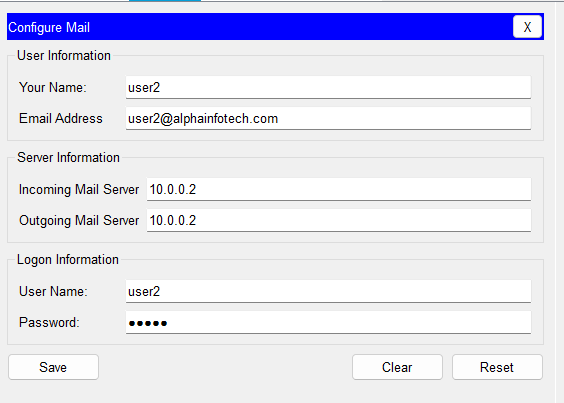 Configure Mail X
User Information
Your Name: user2
Email Address user2@alphainfotech.com
Server Information
Incoming Mail Server 10.0.0.2
Outgoing Mail Server 10.0.0.2
Logon Information
User Name: user2
Password: ●●●●●
Save Clear Reset